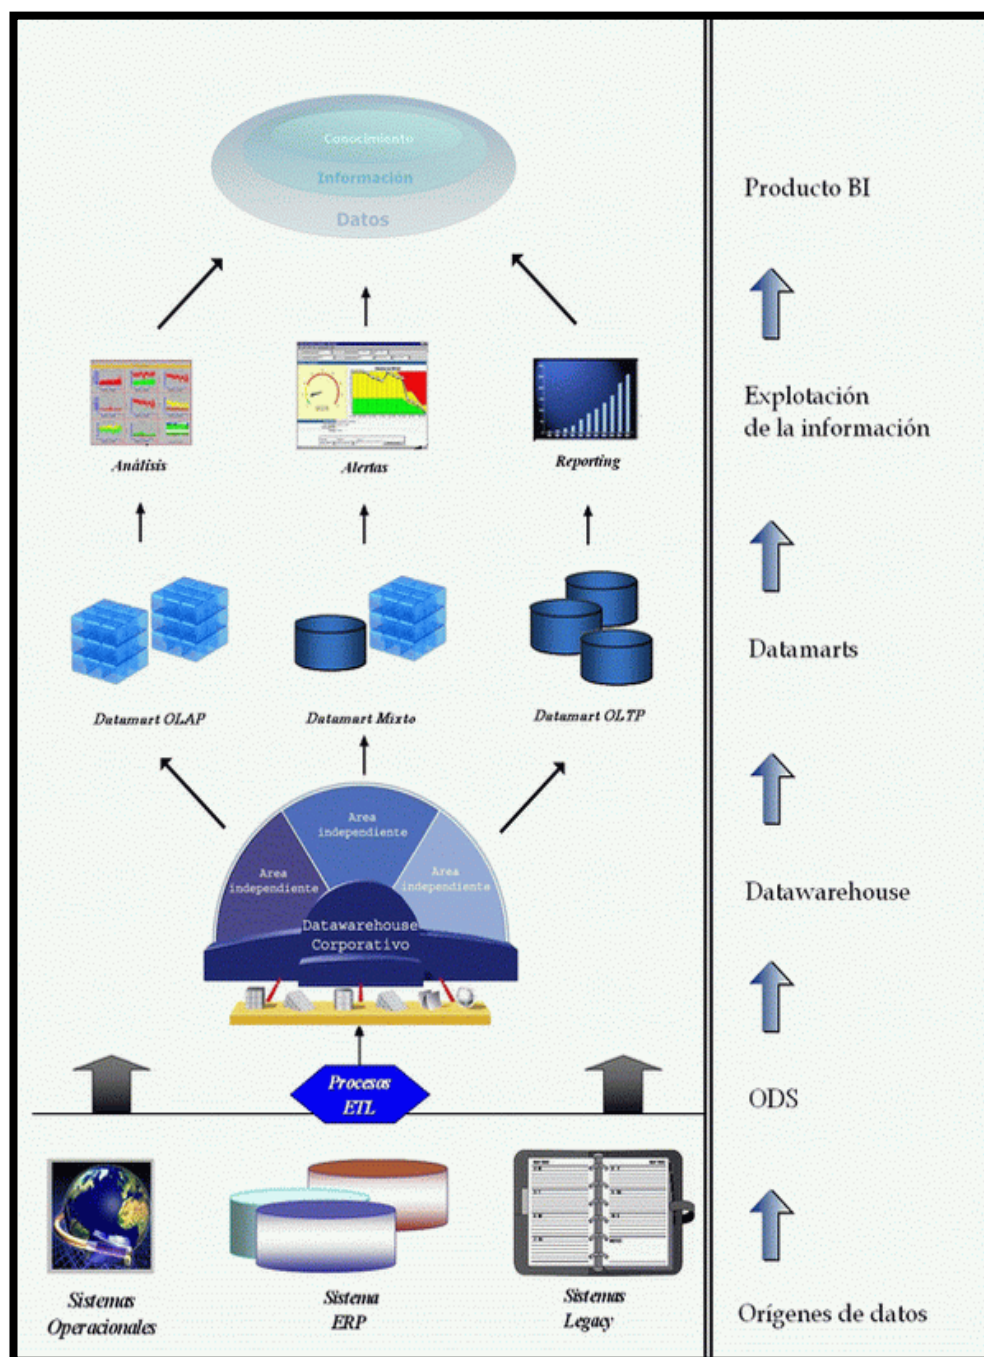 Conocimiento
Información
Datos
Producto BI
Análisis
Alertas
Reporting
Explotación
de la información
Datamart OLAP
Datamart Mixto
Datamart OLTP
Datamarts
Area
independiente
Area
independiente
Area
independiente
Datawarehouse
Corporativo
Datawarehouse
Procesos
ETL
ODS
Sistemas
Operacionales
Sistema
ERP
Sistemas
Legacy
Orígenes de datos